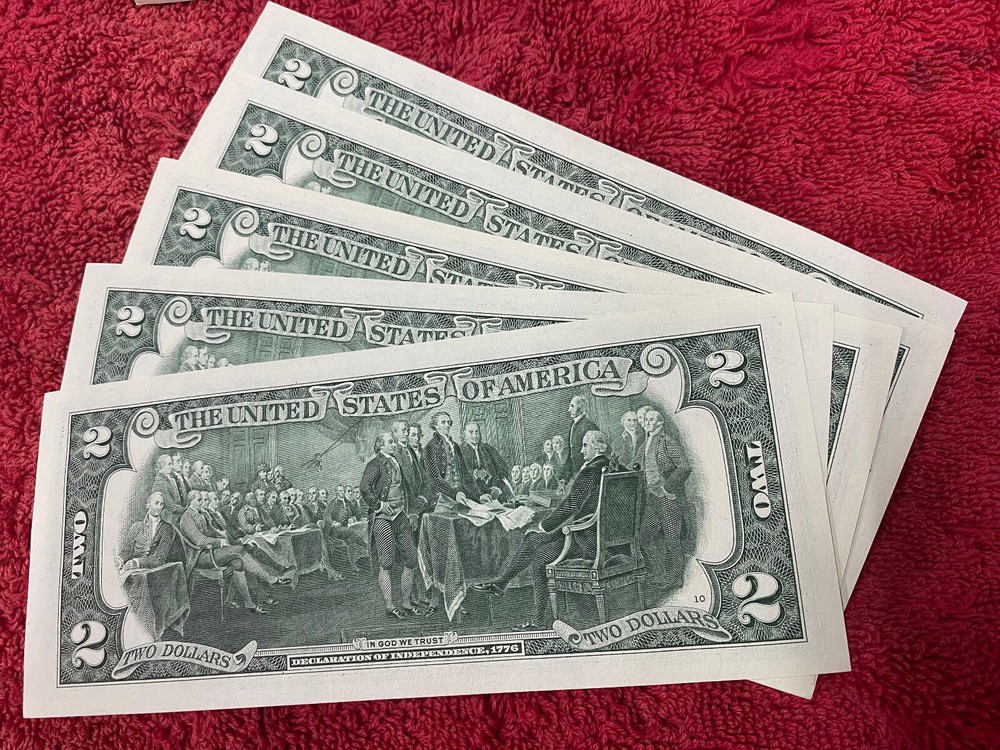 2 THE UNITED STATES
2 THE UNITED STATES
2 THE UNITED STATES
2 THE UNITED STATES
THE UNITED STATES OF AMERICA
2 2
TWO TWO
10
2 2
IN GOD WE TRUST
TWO DOLLARS TWO DOLLARS
DECLARATION OF INDEPENDENCE, 1776